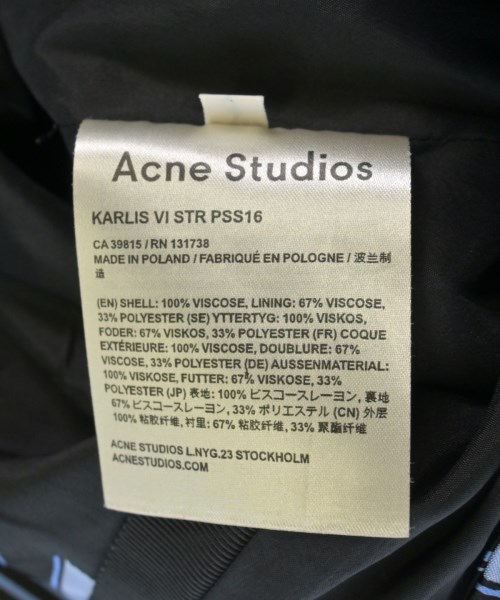 Acne Studios
KARLIS VI STR PSS16
CA 39815 / RN 131738
MADE IN POLAND / FABRIQUÉ EN POLOGNE / 波兰制
造
(EN) SHELL: 100% VISCOSE, LINING: 67% VISCOSE,
33% POLYESTER (SE) YTTERTYG: 100% VISKOS,
FODER: 67% VISKOS, 33% POLYESTER (FR) COQUE
EXTÉRIEURE: 100% VISCOSE, DOUBLURE: 67%
VISCOSE, 33% POLYESTER (DE) AUSSENMATERIAL:
100% VISKOSE, FUTTER: 67% VISKOSE, 33%
POLYESTER (JP) 表地: 100% ビスコースレーヨン, 裏地
67% ビスコースレーヨン, 33% ポリエステル (CN) 外层
100% 粘胶纤维, 衬里: 67% 粘胶纤维, 33% 聚酯纤维
ACNE STUDIOS L.NYG.23 STOCKHOLM
ACNESTUDIOS.COM